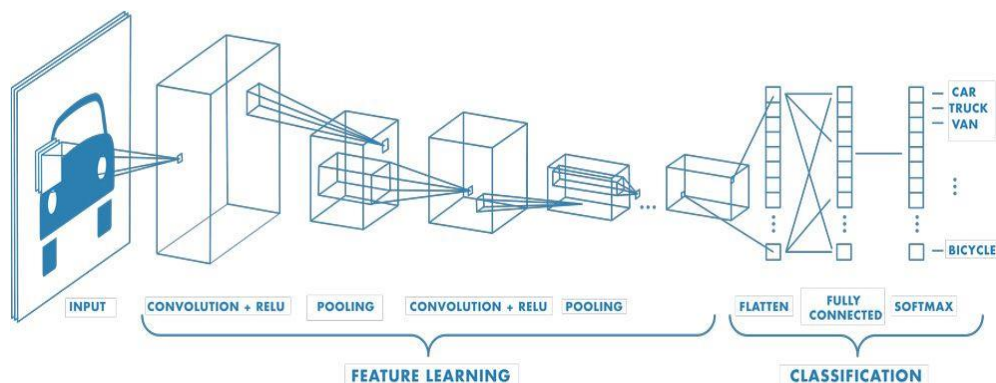 CAR
TRUCK
VAN
BICYCLE
INPUT
CONVOLUTION + RELU
POOLING
CONVOLUTION + RELU
POOLING
FLATTEN
FULLY
CONNECTED
SOFTMAX
FEATURE LEARNING
CLASSIFICATION